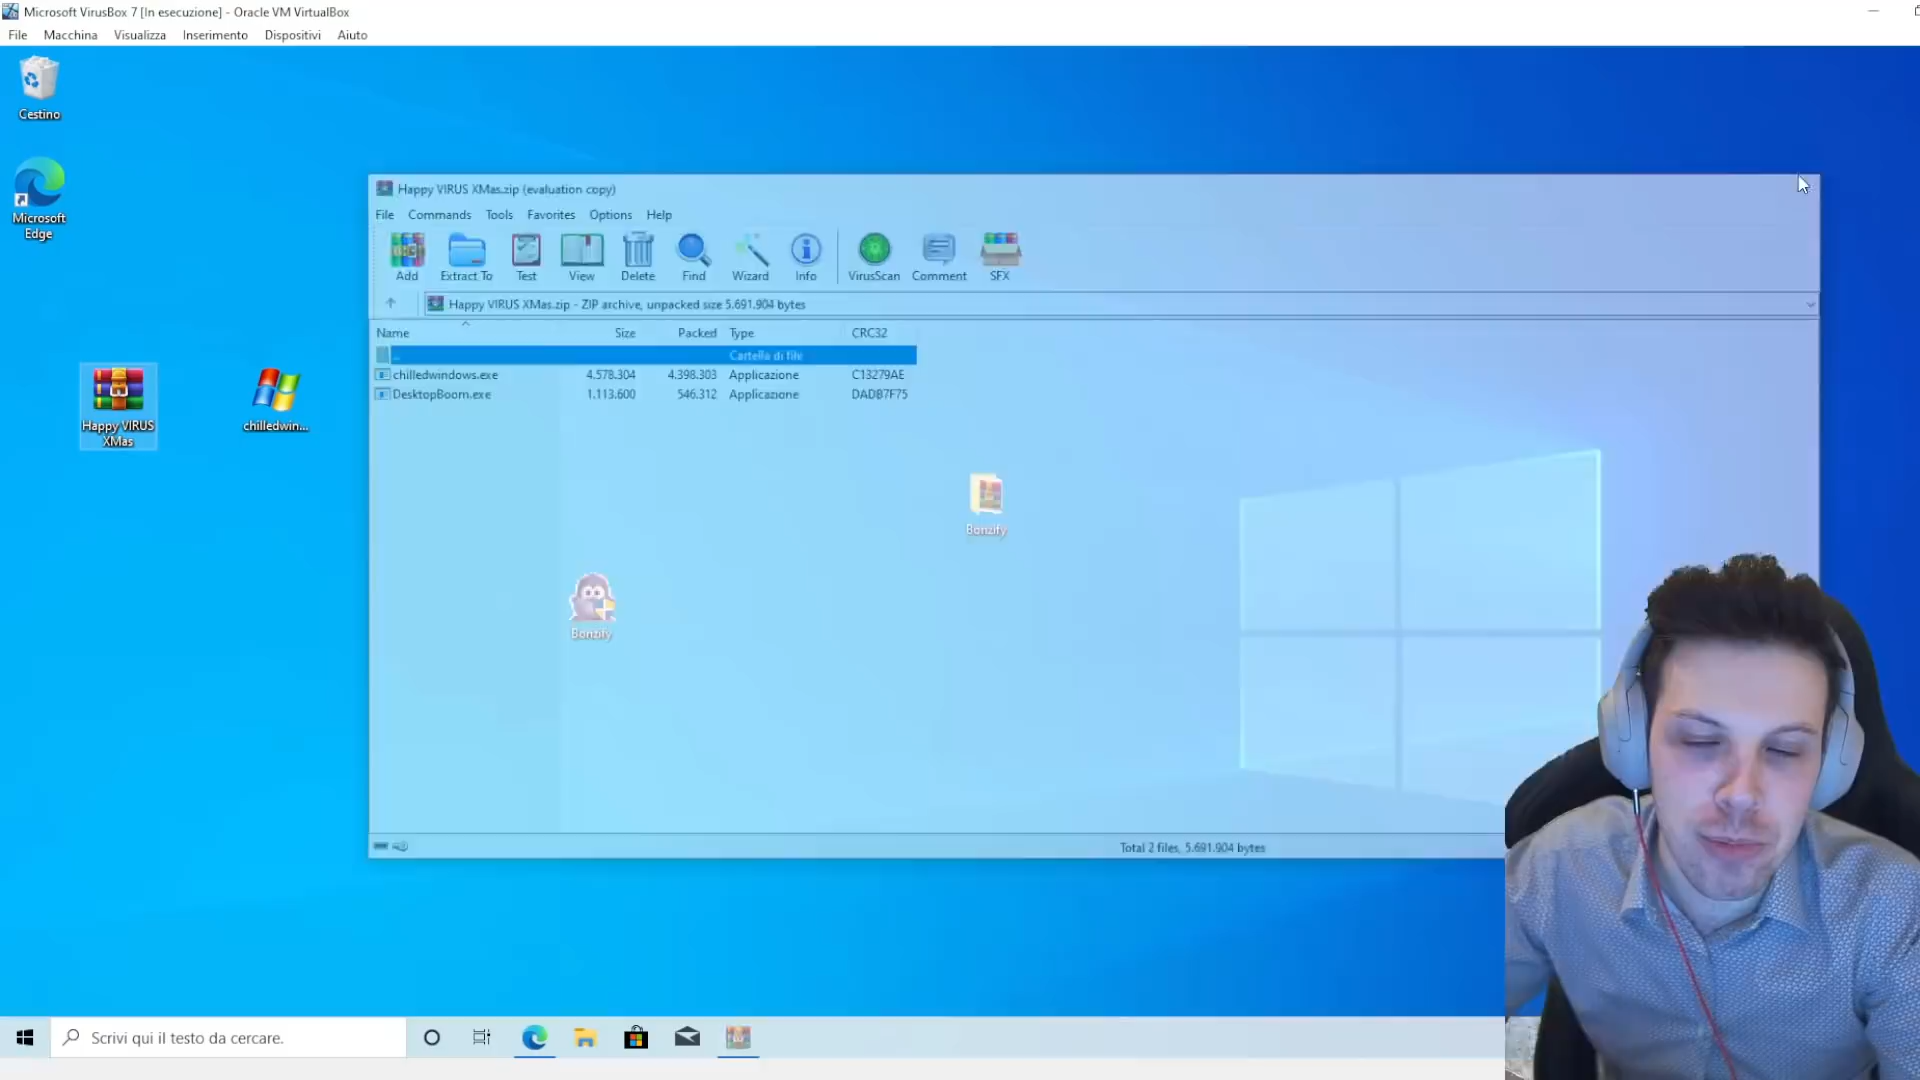 Microsoft VirusBox 7 [In esecuzione] - Oracle VM VirtualBox
File Macchina Visualizza Inserimento Dispositivi Aiuto
Cestino
Microsoft
Edge
Happy VIRUS
XMas
chilledwin...
Happy VIRUS XMas.zip (evaluation copy)
File Commands Tools Favorites Options Help
Add Extract To Test View Delete Find Wizard Info VirusScan Comment SFX
Happy VIRUS XMas.zip - ZIP archive, unpacked size 5.691.904 bytes
Name Size Packed Type CRC32
.. Cartella di file
chilledwindows.exe 4.578.304 4.398.303 Applicazione C13279AE
DesktopBoom.exe 1.113.600 546.312 Applicazione DADB7F75
Bonzify
Bonzify
Total 2 files, 5.691.904 bytes
Scrivi qui il testo da cercare.